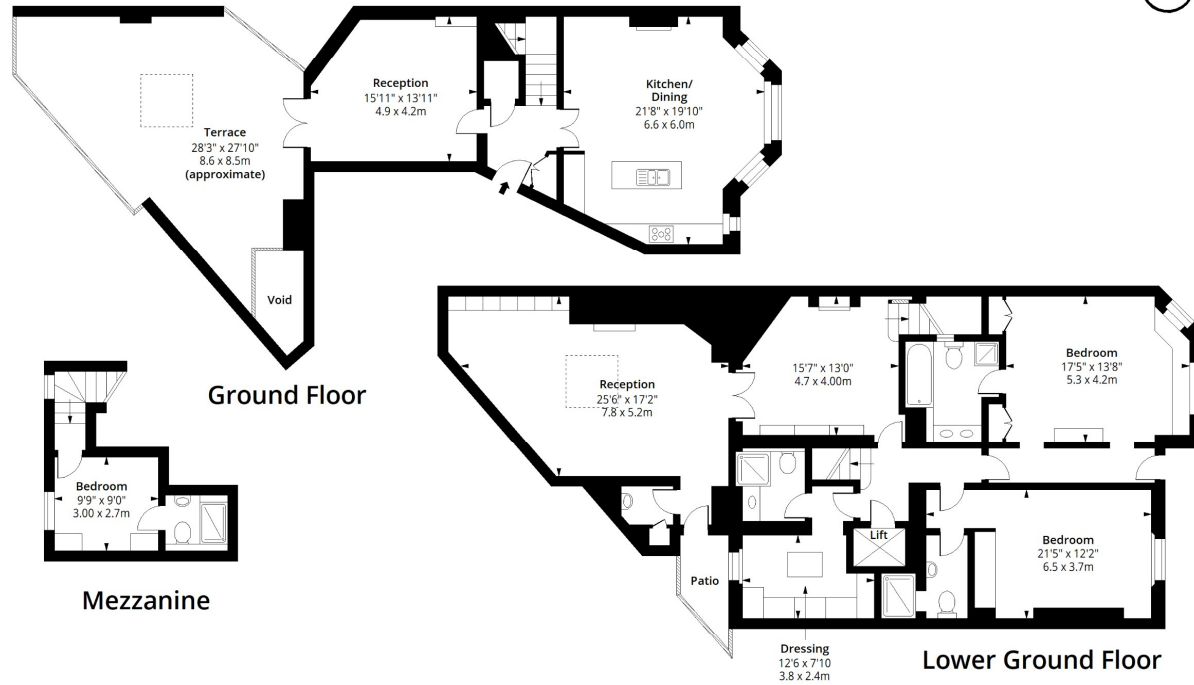 Reception
15'11" x 13'11"
4.9 x 4.2m
Kitchen/
Dining
21'8" x 19'10"
6.6 x 6.0m
Terrace
28'3" x 27'10"
8.6 x 8.5m
(approximate)
Void
Ground Floor
Bedroom
9'9" x 9'0"
3.00 x 2.7m
Mezzanine
Reception
25'6" x 17'2"
7.8 x 5.2m
15'7" x 13'0"
4.7 x 4.00m
Bedroom
17'5" x 13'8"
5.3 x 4.2m
Lift
Bedroom
21'5" x 12'2"
6.5 x 3.7m
Patio
Dressing
12'6 x 7'10
3.8 x 2.4m
Lower Ground Floor